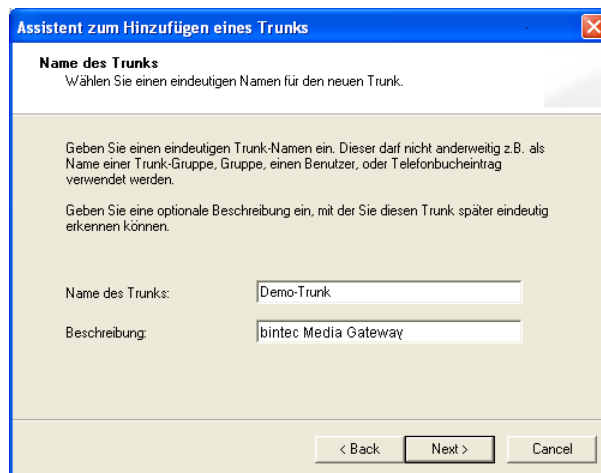 Assistent zum Hinzufügen eines Trunks
Name des Trunks
Wählen Sie einen eindeutigen Namen für den neuen Trunk.
Geben Sie einen eindeutigen Trunk-Namen ein. Dieser darf nicht anderweitig z.B. als
Name einer Trunk-Gruppe, Gruppe, einen Benutzer, oder Telefonbucheintrag
verwendet werden.
Geben Sie eine optionale Beschreibung ein, mit der Sie diesen Trunk später eindeutig
erkennen können.
Name des Trunks: Demo-Trunk
Beschreibung: bintec Media Gateway
< Back Next > Cancel